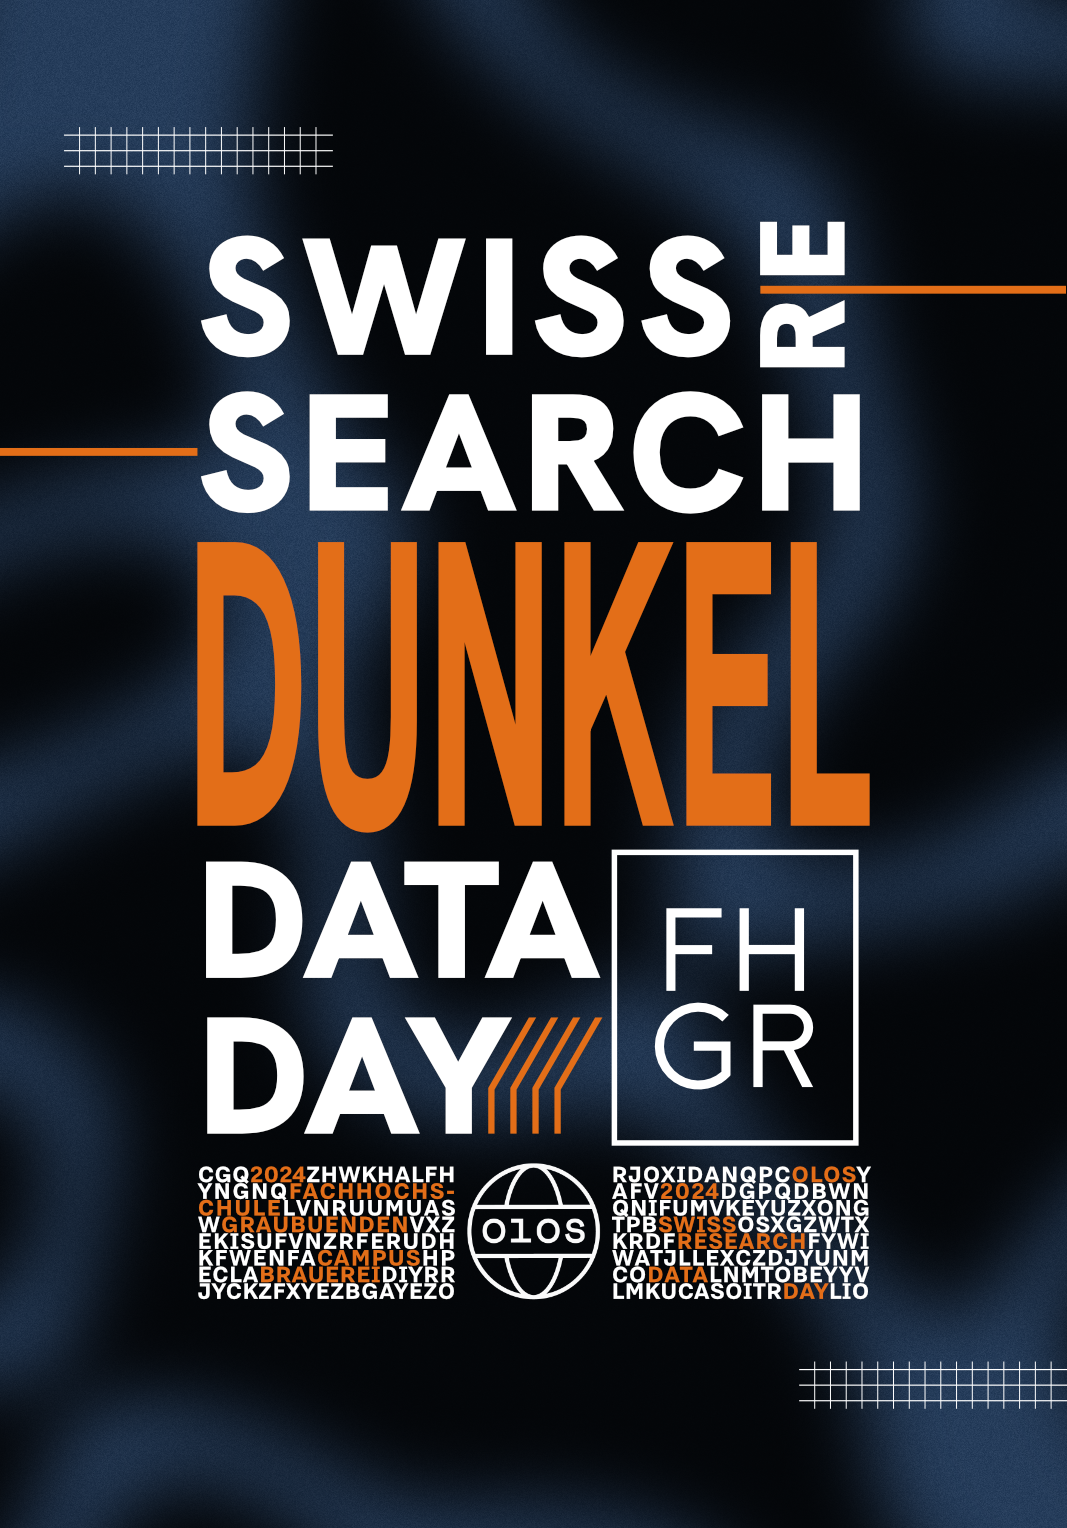 SWISS RE
SEARCH
DUNKEL
DATA
DAY
FH
GR
CGQ2024ZHWKHALFH
YNGNQFACHHOCHS-
CHULELVNRUUMUAS
WGRAUBUENDENVXZ
EKISUFVNZRFERUDH
KFWENFACAMPUSHP
ECLABRAUEREIDIYRR
JYCKZFXYEZBGAYEZO
OlOS
RJOXIDANQPCOLOSY
AFV2024DGPQDBWN
QNIFUMVKEYUZXONG
TPBSWISSOSXGZWTX
KRDFRESEARCHFYWI
WATJLLEXCZDJYUNM
CODATALNMTOBEYYV
LMKUCASOITRDAYLIO